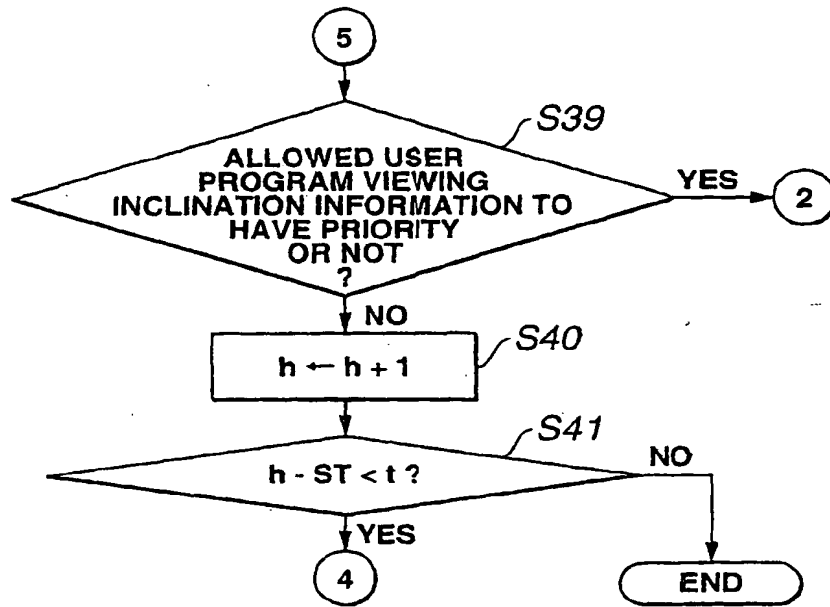 5
S39
ALLOWED USER
PROGRAM VIEWING
INCLINATION INFORMATION TO
HAVE PRIORITY
OR NOT
?
YES
2
NO
S40
h ← h + 1
S41
h - ST < t ?
NO
YES
4
END